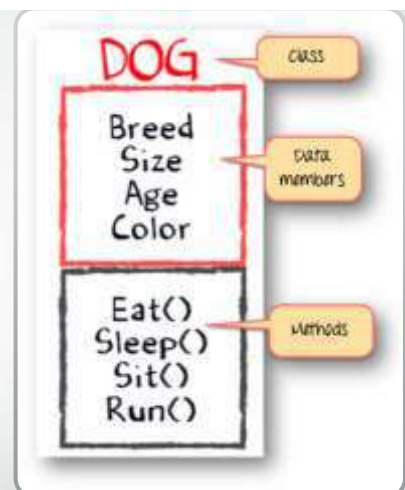 DOG
class
Breed
Size
Age
Color
Data
members
Eat()
Sleep()
Sit()
Run()
Methods